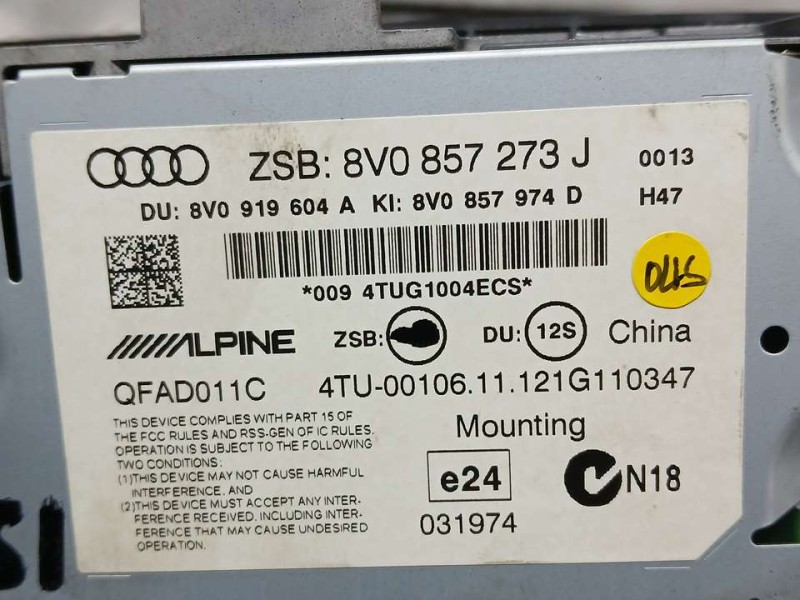 ZSB: 8V0 857 273 J 0013
DU: 8V0 919 604 A KI: 8V0 857 974 D H47
*009 4TUG1004ECS*
ALPINE ZSB: DU: 12S China
QFAD011C 4TU-00106.11.121G110347
THIS DEVICE COMPLIES WITH PART 15 OF
THE FCC RULES AND RSS-GEN OF IC RULES.
OPERATION IS SUBJECT TO THE FOLLOWING
TWO CONDITIONS:
(1)THIS DEVICE MAY NOT CAUSE HARMFUL
INTERFERENCE, AND
(2)THIS DEVICE MUST ACCEPT ANY INTER-
FERENCE RECEIVED, INCLUDING INTER-
FERENCE THAT MAY CAUSE UNDESIRED
OPERATION.
Mounting
e24 N18
031974